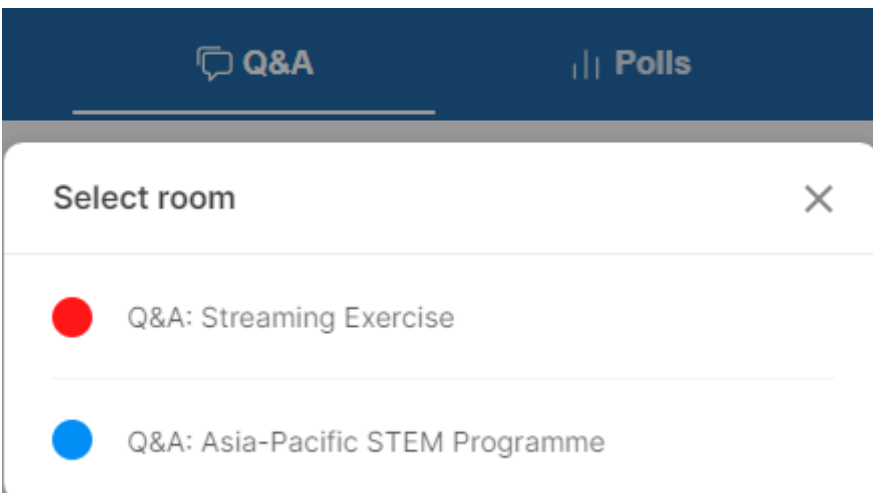 Q&A
Polls
Select room
Q&A: Streaming Exercise
Q&A: Asia-Pacific STEM Programme